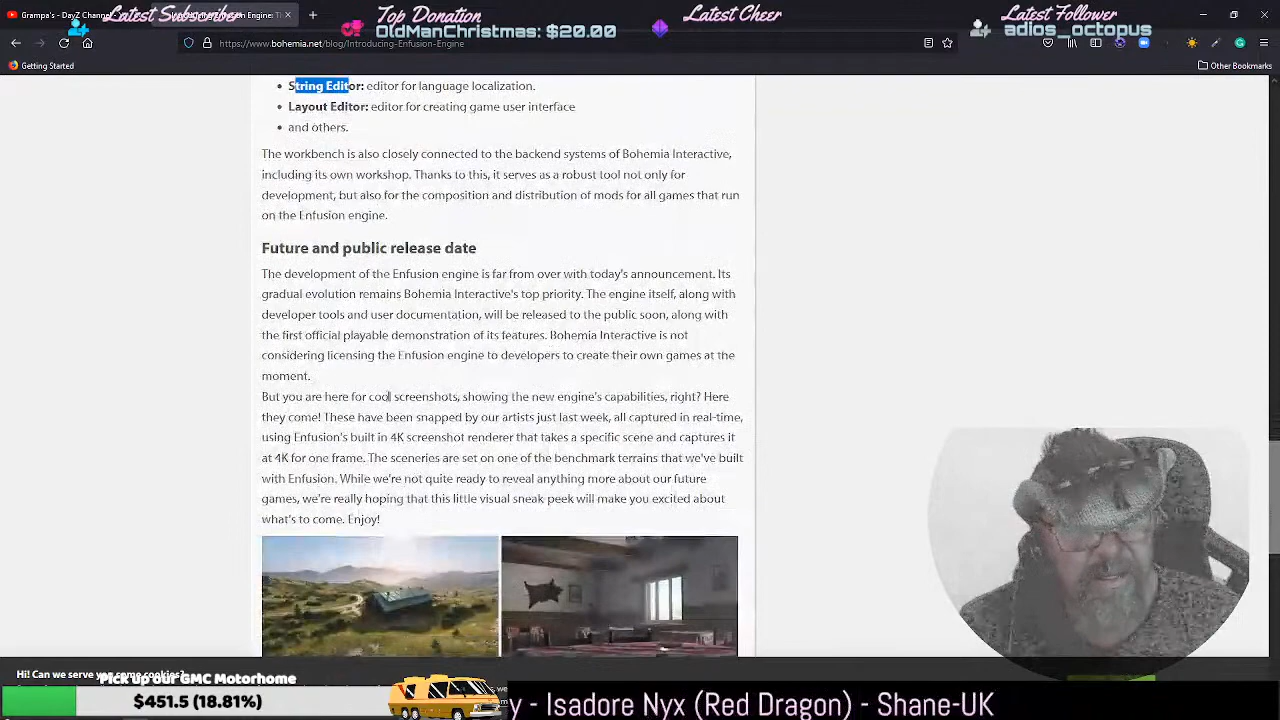 Grampa's - DayZ Chann
Engine: T
Latest Subscriber
Top Donation
OldManChristmas: $20.00
Latest Cheer
Latest Follower
adios_octopus
https://www.bohemia.net/blog/Introducing-Enfusion-Engine
Getting Started
Other Bookmarks
• String Editor: editor for language localization.
• Layout Editor: editor for creating game user interface
• and others.
The workbench is also closely connected to the backend systems of Bohemia Interactive,
including its own workshop. Thanks to this, it serves as a robust tool not only for
development, but also for the composition and distribution of mods for all games that run
on the Enfusion engine.
Future and public release date
The development of the Enfusion engine is far from over with today's announcement. Its
gradual evolution remains Bohemia Interactive's top priority. The engine itself, along with
developer tools and user documentation, will be released to the public soon, along with
the first official playable demonstration of its features. Bohemia Interactive is not
considering licensing the Enfusion engine to developers to create their own games at the
moment.
But you are here for cool screenshots, showing the new engine's capabilities, right? Here
they come! These have been snapped by our artists just last week, all captured in real-time,
using Enfusion's built in 4K screenshot renderer that takes a specific scene and captures it
at 4K for one frame. The sceneries are set on one of the benchmark terrains that we've built
with Enfusion. While we're not quite ready to reveal anything more about our future
games, we're really hoping that this little visual sneak peek will make you excited about
what's to come. Enjoy!
Hi! Can we serve you some cookies?
Pick up our GMC Motorhome
$451.5 (18.81%)
y - Isadore Nyx (Red Dragon) - Shane-UK